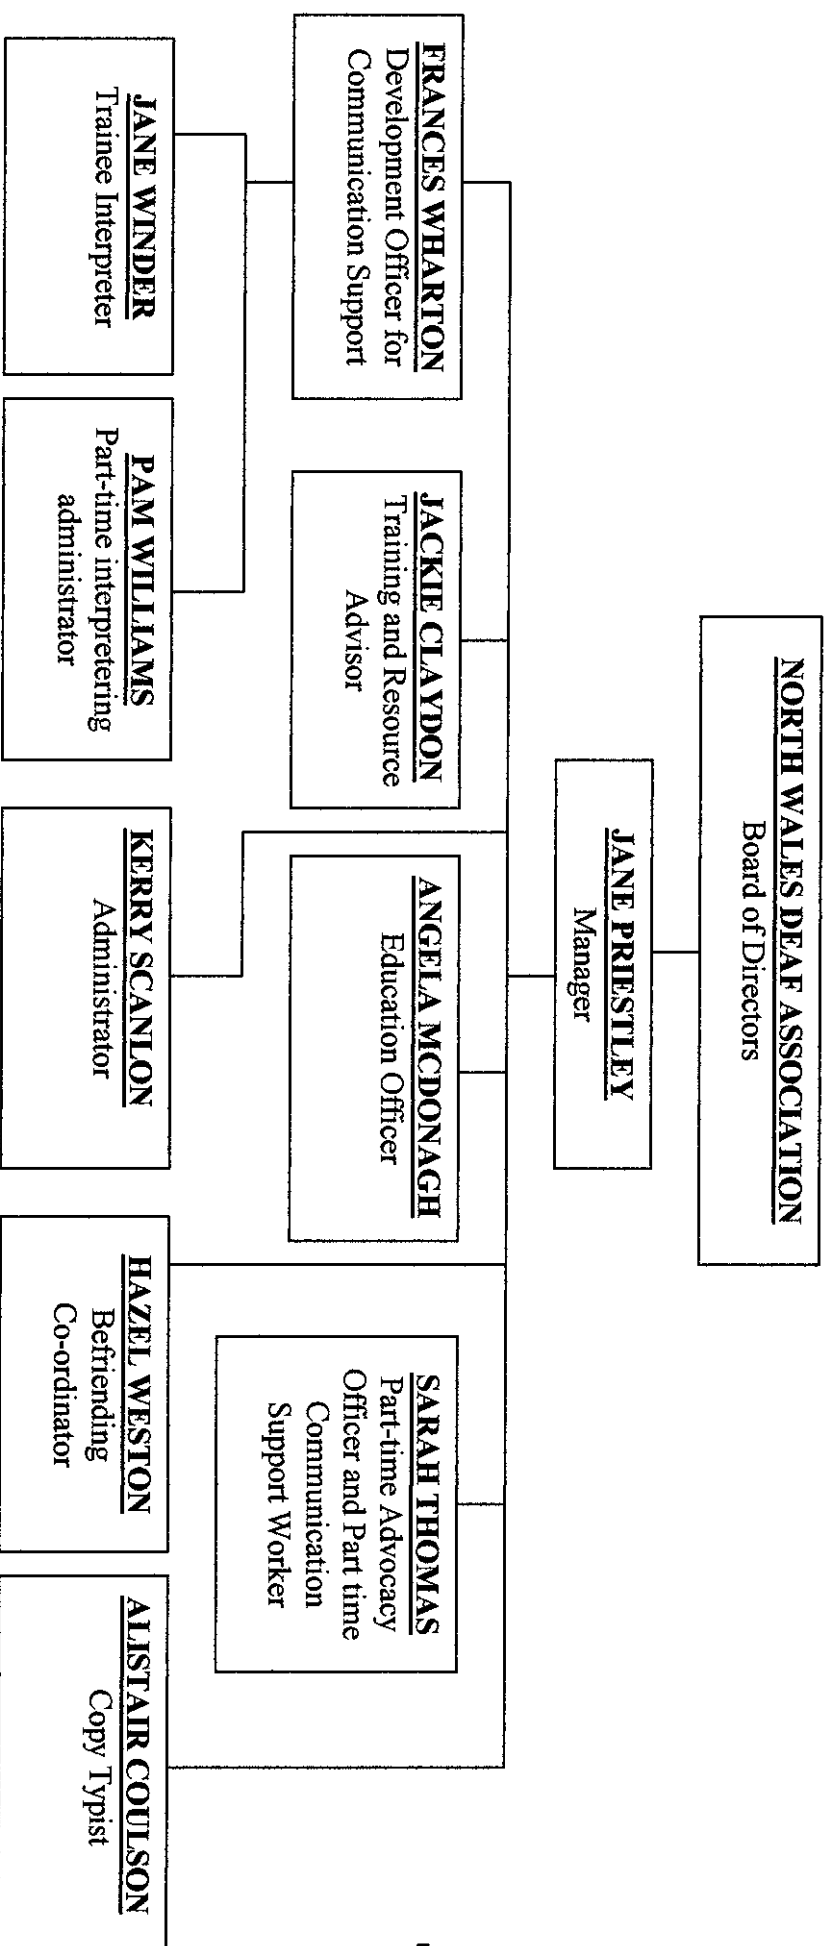 NORTH WALES DEAF ASSOCIATION
Board of Directors
JANE PRIESTLEY
Manager
FRANCES WHARTON
Development Officer for
Communication Support
JACKIE CLAYDON
Training and Resource
Advisor
ANGELA MCDONAGH
Education Officer
SARAH THOMAS
Part-time Advocacy
Officer and Part time
Communication
Support Worker
JANE WINDER
Trainee Interpreter
PAM WILLIAMS
Part-time interpretering
administrator
KERRY SCANLON
Administrator
HAZEL WESTON
Befriending
Co-ordinator
ALISTAIR COULSON
Copy Typist